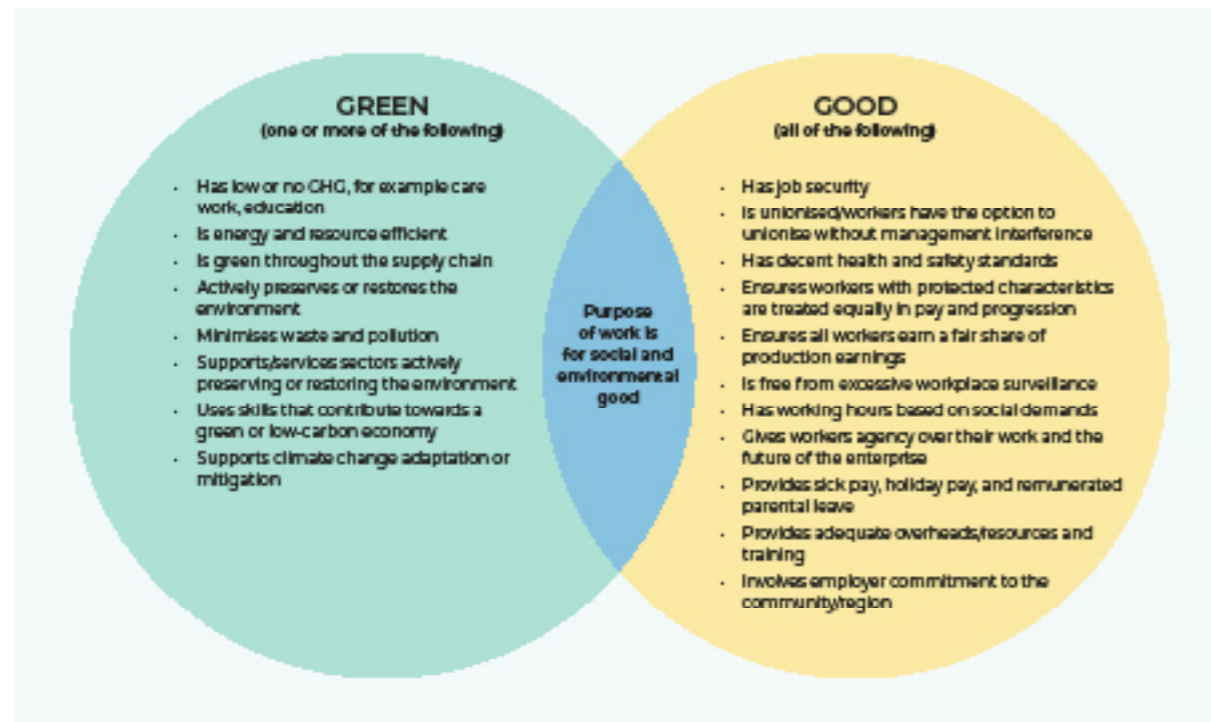 GREEN
(one or more of the following)
• Has low or no GHG, for example care
work, education
• Is energy and resource efficient
• Is green throughout the supply chain
• Actively preserves or restores the
environment
• Minimises waste and pollution
• Supports/services sectors actively
preserving or restoring the environment
• Uses skills that contribute towards a
green or low-carbon economy
• Supports climate change adaptation or
mitigation
Purpose
of work is
for social and
environmental
good
GOOD
(all of the following)
• Has job security
• Is unionised/workers have the option to
unionise without management interference
• Has decent health and safety standards
• Ensures workers with protected characteristics
are treated equally in pay and progression
• Ensures all workers earn a fair share of
production earnings
• Is free from excessive workplace surveillance
• Has working hours based on social demands
• Gives workers agency over their work and the
future of the enterprise
• Provides sick pay, holiday pay, and remunerated
parental leave
• Provides adequate overheads/resources and
training
• Involves employer commitment to the
community/region